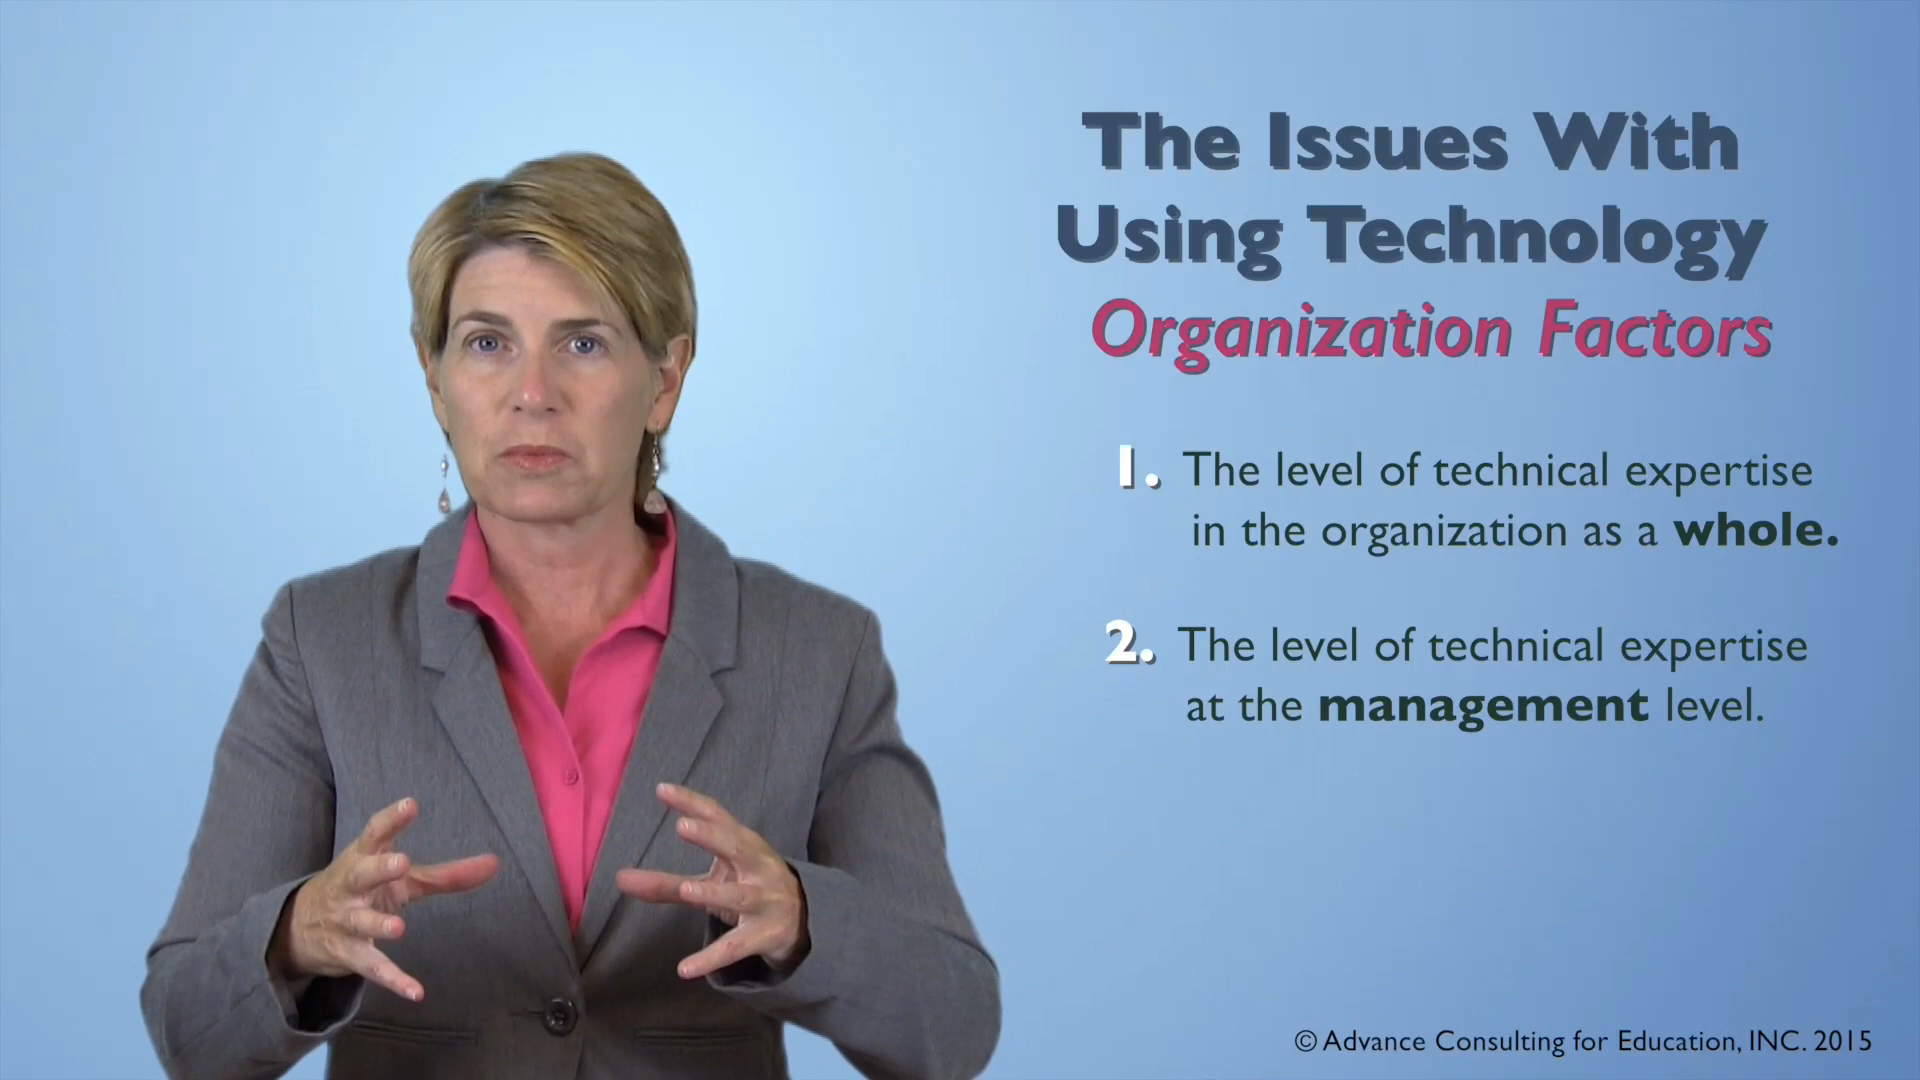 The Issues With
Using Technology
Organization Factors
1. The level of technical expertise
in the organization as a whole.
2. The level of technical expertise
at the management level.
© Advance Consulting for Education, INC. 2015